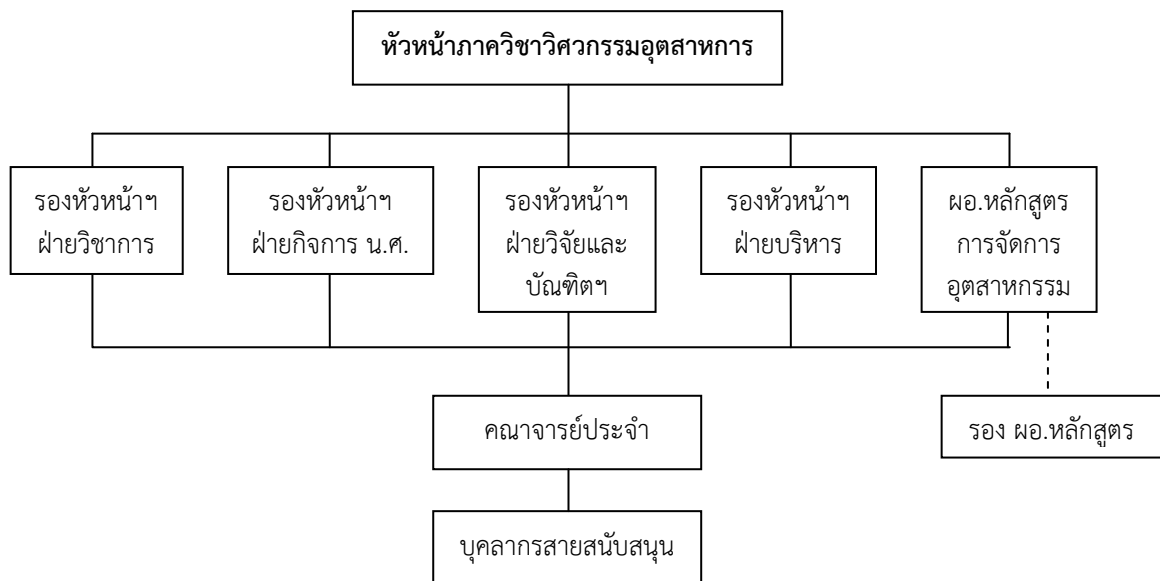 หัวหน้าภาควิชาวิศวกรรมอุตสาหการ
รองหัวหน้าฯ
ฝ่ายวิชาการ
รองหัวหน้าฯ
ฝ่ายกิจการ น.ศ.
รองหัวหน้าฯ
ฝ่ายวิจัยและ
บัณฑิตฯ
รองหัวหน้าฯ
ฝ่ายบริหาร
ผอ.หลักสูตร
การจัดการ
อุตสาหกรรม
คณาจารย์ประจำ
รอง ผอ.หลักสูตร
บุคลากรสายสนับสนุน